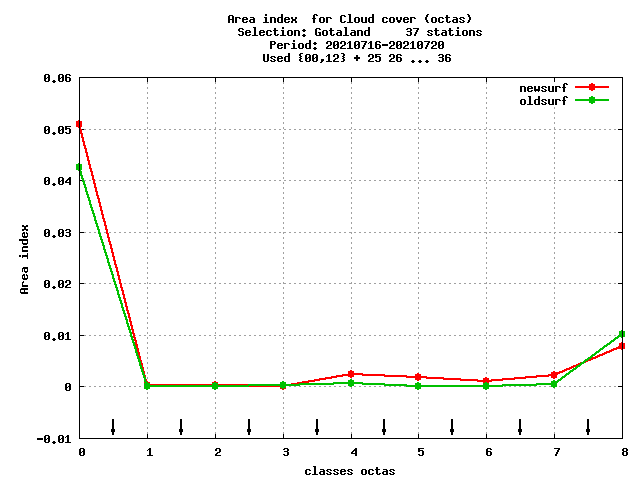 Area index  for Cloud cover (octas)
Selection: Gotaland     37 stations
Period: 20210716-20210720
Used {00,12} + 25 26 ... 36
newsurf
oldsurf
0.06
0.05
0.04
0.03
0.02
0.01
0
-0.01
Area index
0 1 2 3 4 5 6 7 8
classes octas